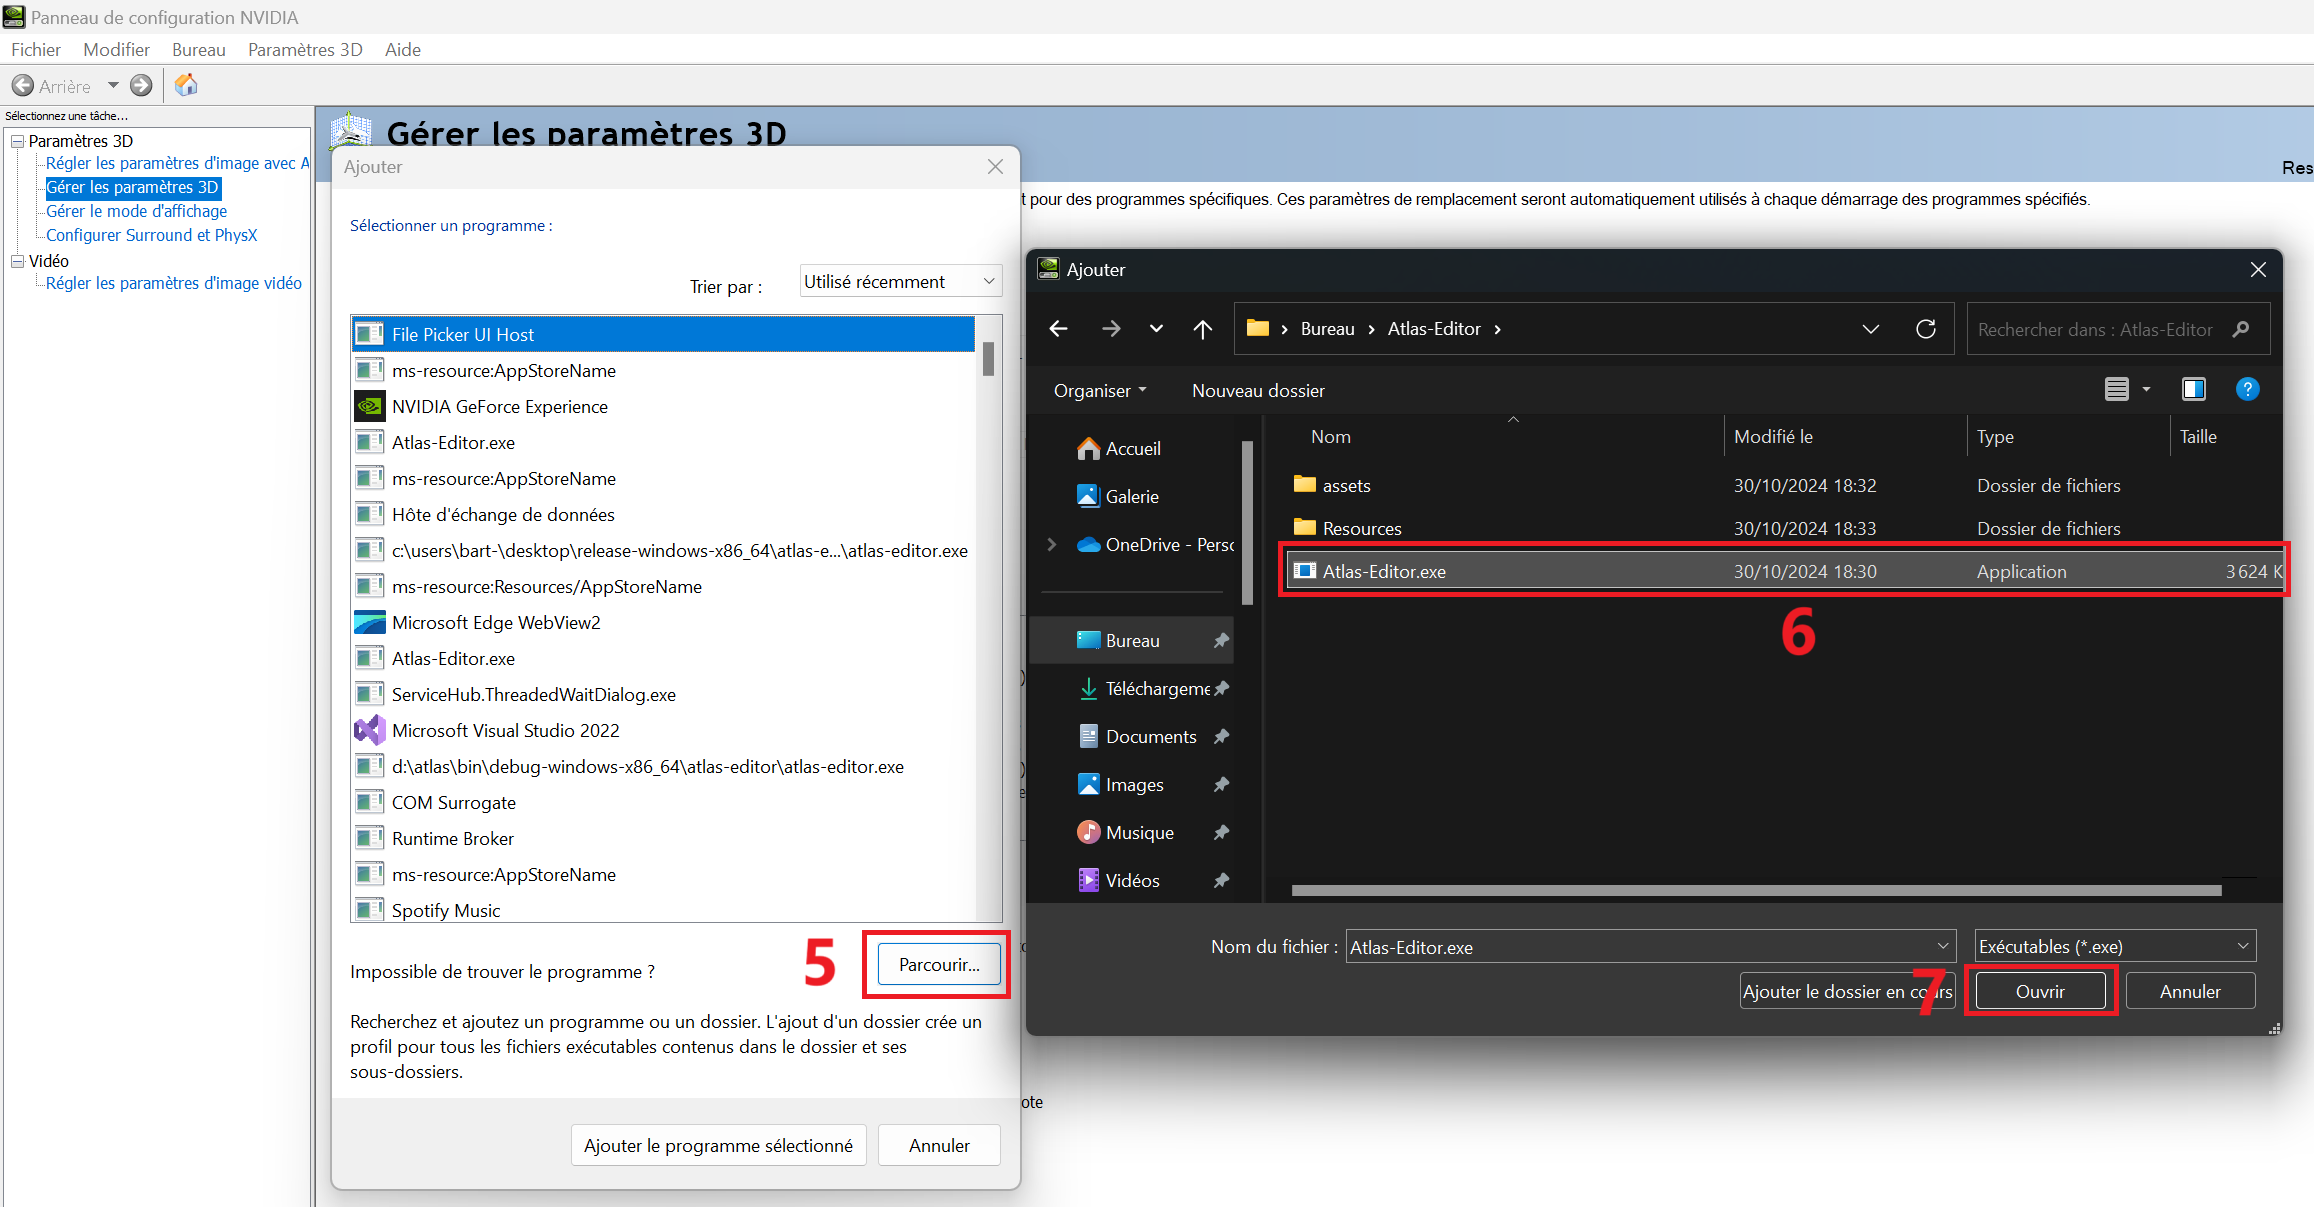 Panneau de configuration NVIDIA
Fichier Modifier Bureau Paramètres 3D Aide
Arrière
Sélectionnez une tâche...
Paramètres 3D
Régler les paramètres d'image avec A
Gérer les paramètres 3D
Gérer le mode d'affichage
Configurer Surround et PhysX
Vidéo
Régler les paramètres d'image vidéo
Gérer les paramètres 3D
Res
t pour des programmes spécifiques. Ces paramètres de remplacement seront automatiquement utilisés à chaque démarrage des programmes spécifiés.
Ajouter
Sélectionner un programme :
Trier par : Utilisé récemment
File Picker UI Host
ms-resource:AppStoreName
NVIDIA GeForce Experience
Atlas-Editor.exe
ms-resource:AppStoreName
Hôte d'échange de données
c:\users\bart-\desktop\release-windows-x86_64\atlas-e...\atlas-editor.exe
ms-resource:Resources/AppStoreName
Microsoft Edge WebView2
Atlas-Editor.exe
ServiceHub.ThreadedWaitDialog.exe
Microsoft Visual Studio 2022
d:\atlas\bin\debug-windows-x86_64\atlas-editor\atlas-editor.exe
COM Surrogate
Runtime Broker
ms-resource:AppStoreName
Spotify Music
Impossible de trouver le programme ? 5 Parcourir...
Recherchez et ajoutez un programme ou un dossier. L'ajout d'un dossier crée un
profil pour tous les fichiers exécutables contenus dans le dossier et ses
sous-dossiers.
ote
Ajouter le programme sélectionné Annuler
Ajouter
Bureau Atlas-Editor Rechercher dans : Atlas-Editor
Organiser Nouveau dossier
Accueil
Galerie
OneDrive - Perso
Bureau
Téléchargeme
Documents
Images
Musique
Vidéos
Nom Modifié le Type Taille
assets 30/10/2024 18:32 Dossier de fichiers
Resources 30/10/2024 18:33 Dossier de fichiers
Atlas-Editor.exe 30/10/2024 18:30 Application 3 624 K
6
Nom du fichier : Atlas-Editor.exe Exécutables (*.exe)
Ajouter le dossier en cours 7 Ouvrir Annuler